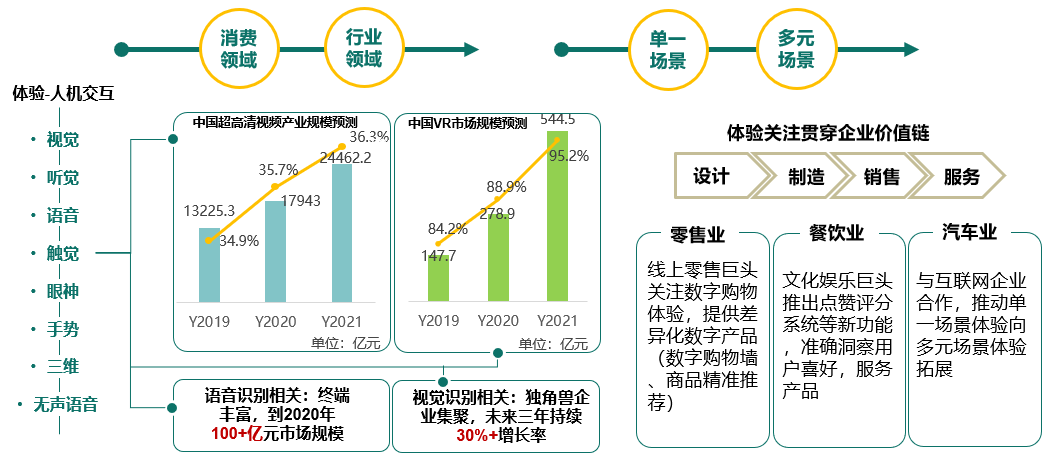 消费
领域
行业
领域
单一
场景
多元
场景
体验-人机交互
• 视觉
• 听觉
• 语音
• 触觉
• 眼神
• 手势
• 三维
• 无声语音
中国超高清视频产业规模预测
36.3%
24462.2
35.7%
17943
13225.3
34.9%
Y2019 Y2020 Y2021
单位：亿元
中国VR市场规模预测
544.5
95.2%
88.9%
278.9
84.2%
147.7
Y2019 Y2020 Y2021
单位：亿元
语音识别相关：终端
丰富，到2020年
100+亿元市场规模
视觉识别相关：独角兽企
业集聚，未来三年持续
30%+增长率
体验关注贯穿企业价值链
设计 制造 销售 服务
零售业
线上零售巨头
关注数字购物
体验，提供差
异化数字产品
（数字购物墙
、商品精准推
荐）
餐饮业
文化娱乐巨头
推出点赞评分
系统等新功能
，准确洞察用
户喜好，服务
产品
汽车业
与互联网企业
合作，推动单
一场景体验向
多元场景体验
拓展